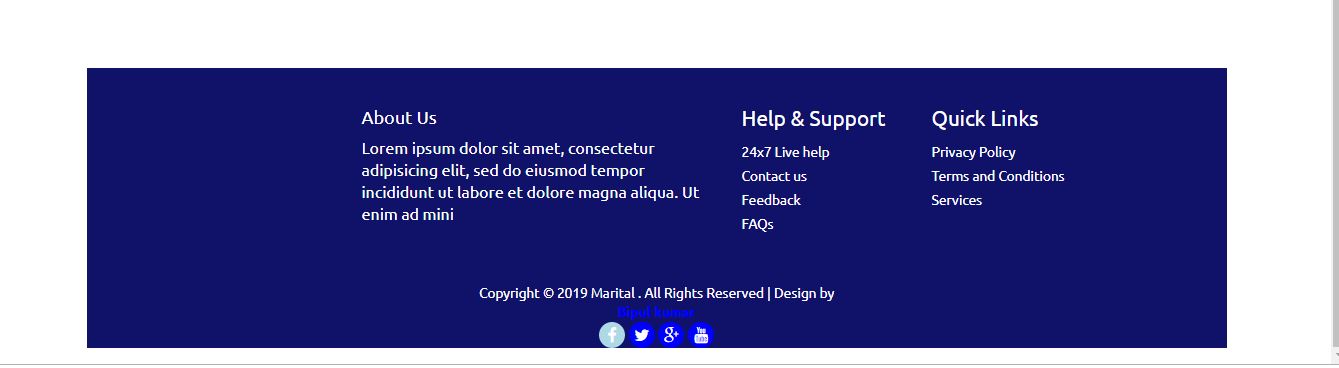 About Us
Lorem ipsum dolor sit amet, consectetur
adipisicing elit, sed do eiusmod tempor
incididunt ut labore et dolore magna aliqua. Ut
enim ad mini
Help & Support
24x7 Live help
Contact us
Feedback
FAQs
Quick Links
Privacy Policy
Terms and Conditions
Services
Copyright © 2019 Marital . All Rights Reserved | Design by
Bipul kumar
f g+ You Tube